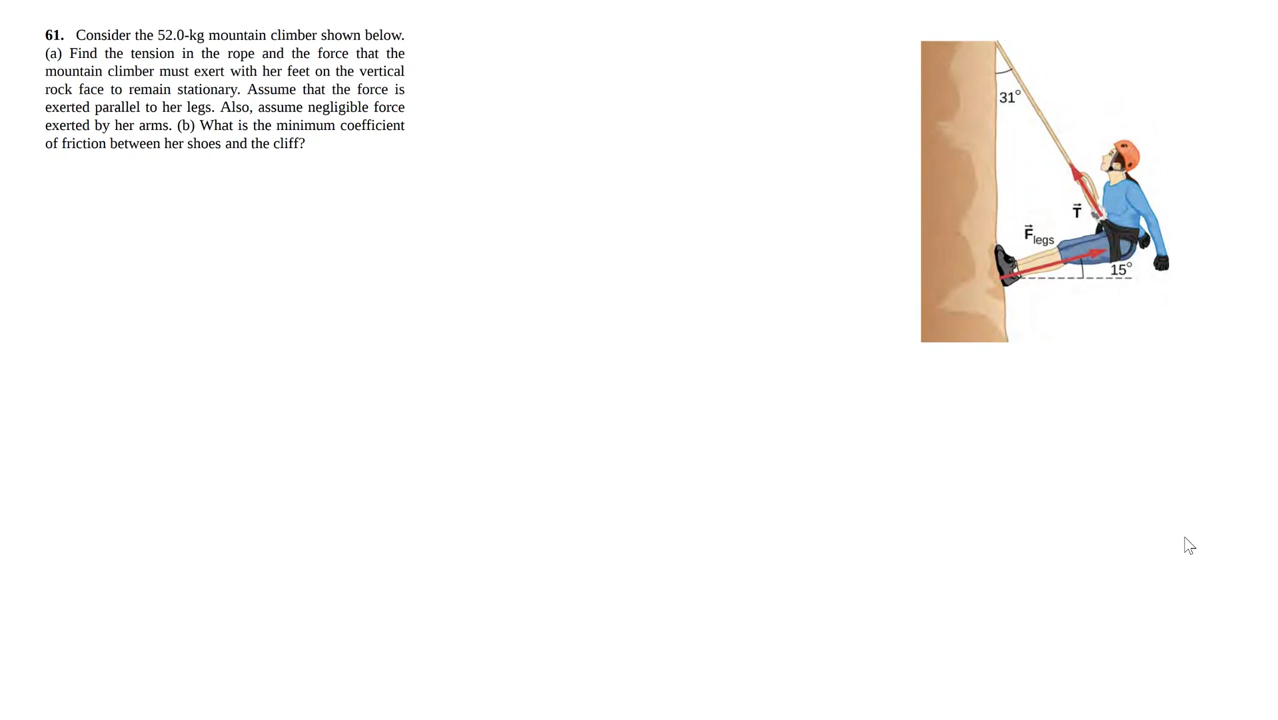 61. Consider the 52.0-kg mountain climber shown below.
(a) Find the tension in the rope and the force that the
mountain climber must exert with her feet on the vertical
rock face to remain stationary. Assume that the force is
exerted parallel to her legs. Also, assume negligible force
exerted by her arms. (b) What is the minimum coefficient
of friction between her shoes and the cliff?
31°
T⃗
F⃗legs
15°